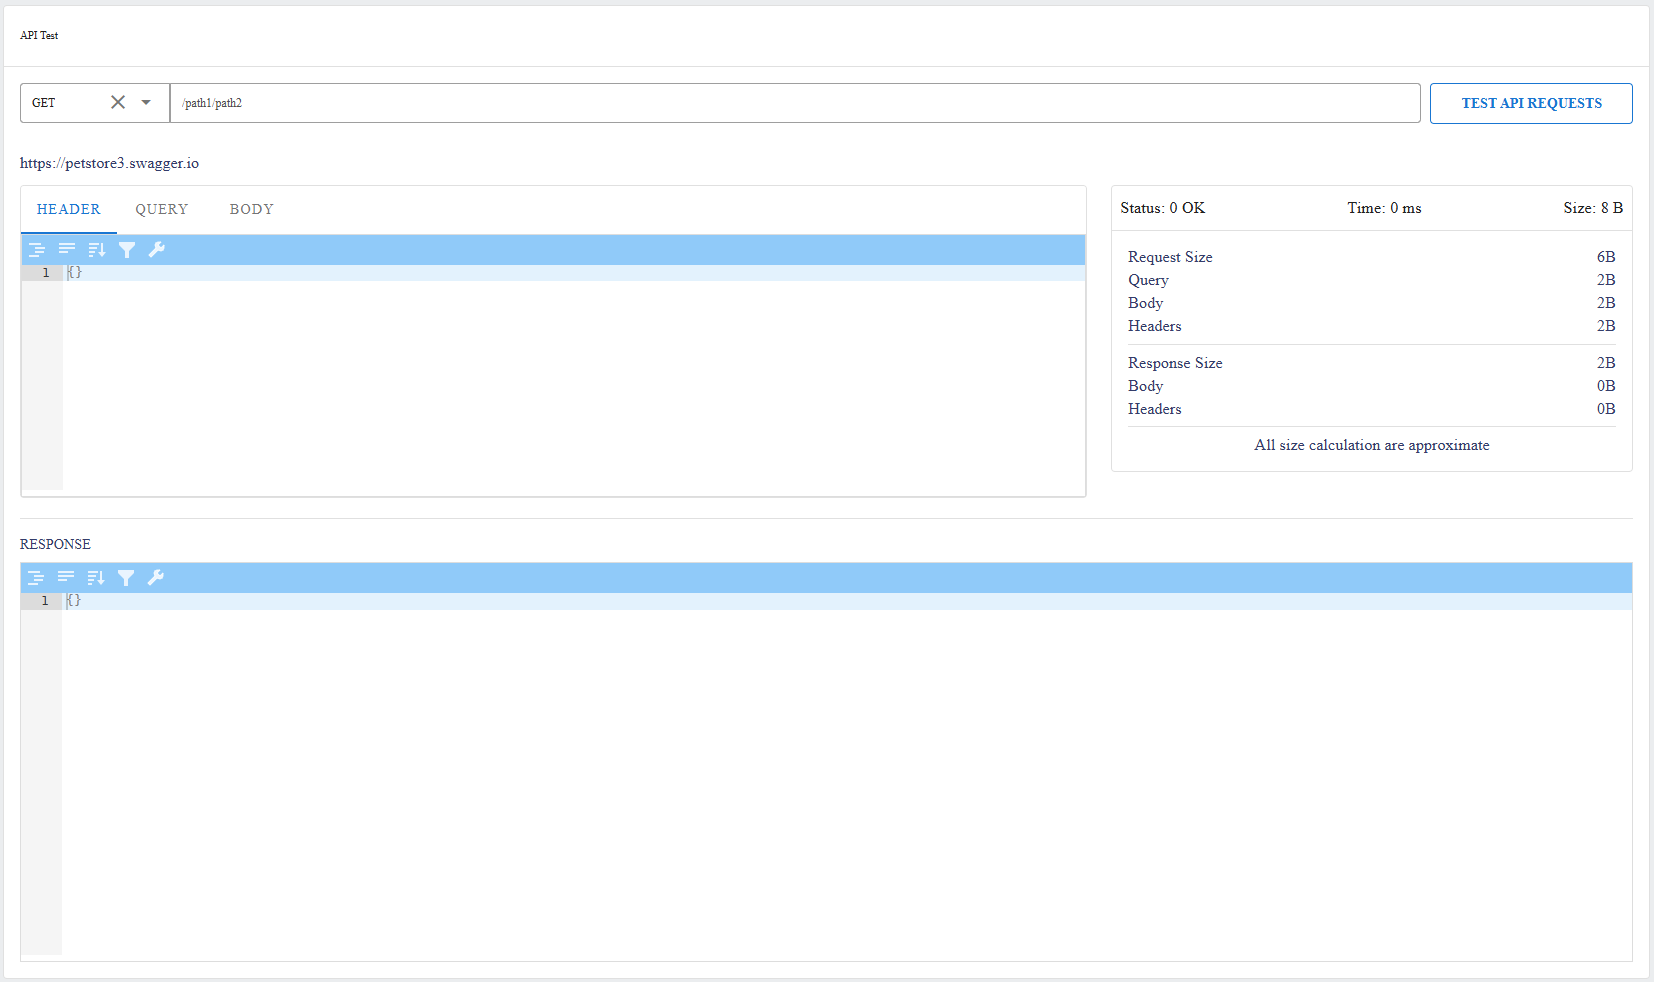 API Test
GET /path1/path2 TEST API REQUESTS
https://petstore3.swagger.io
HEADER QUERY BODY
1 {}
Status: 0 OK Time: 0 ms Size: 8 B
Request Size 6B
Query 2B
Body 2B
Headers 2B
Response Size 2B
Body 0B
Headers 0B
All size calculation are approximate
RESPONSE
1 {}